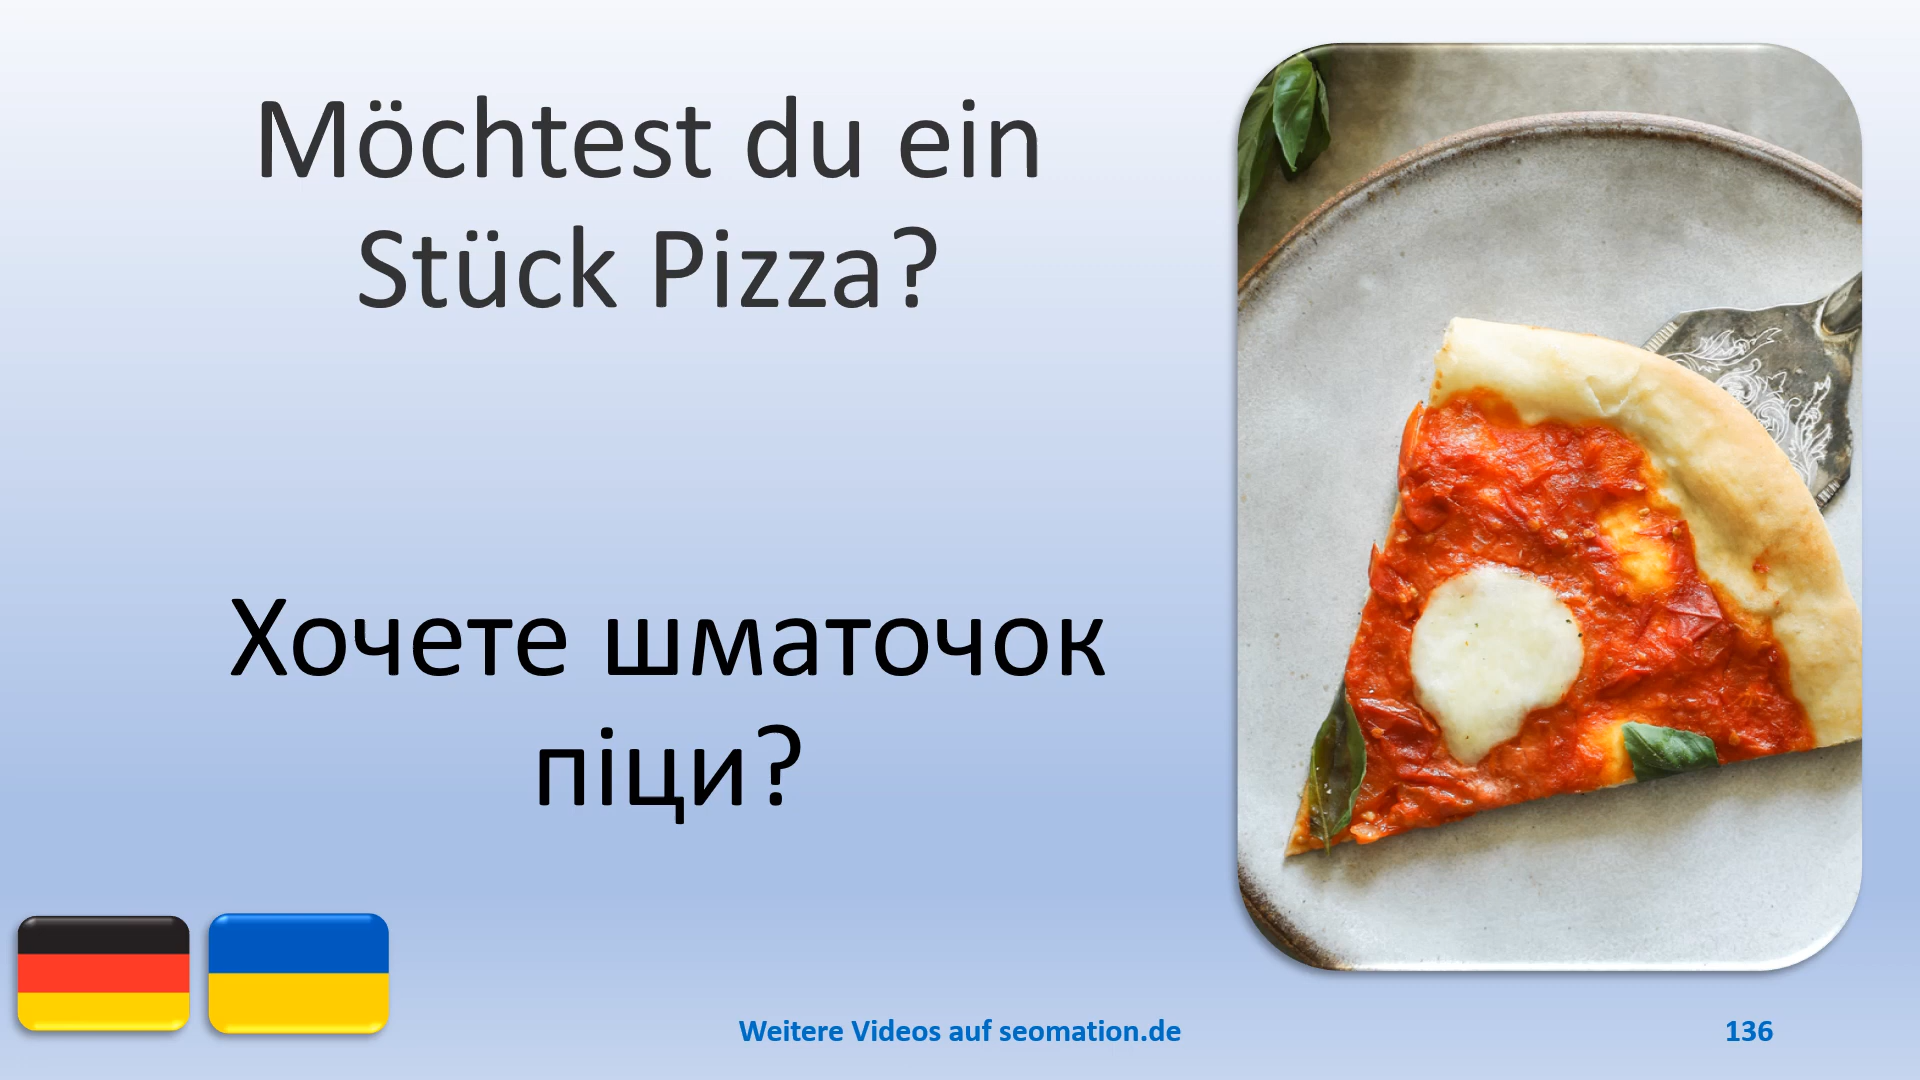 Möchtest du ein
Stück Pizza?
Хочете шматочок
піци?
Weitere Videos auf seomation.de
136